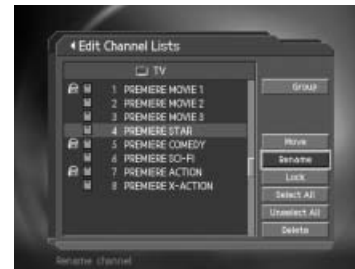 Edit Channel Lists
TV
1 PREMIERE MOVIE 1
2 PREMIERE MOVIE 2
3 PREMIERE MOVIE 3
4 PREMIERE STAR
5 PREMIERE COMEDY
6 PREMIERE SCI-FI
7 PREMIERE ACTION
8 PREMIERE X-ACTION
Group
Move
Rename
Lock
Select All
Unselect All
Delete
Rename channel